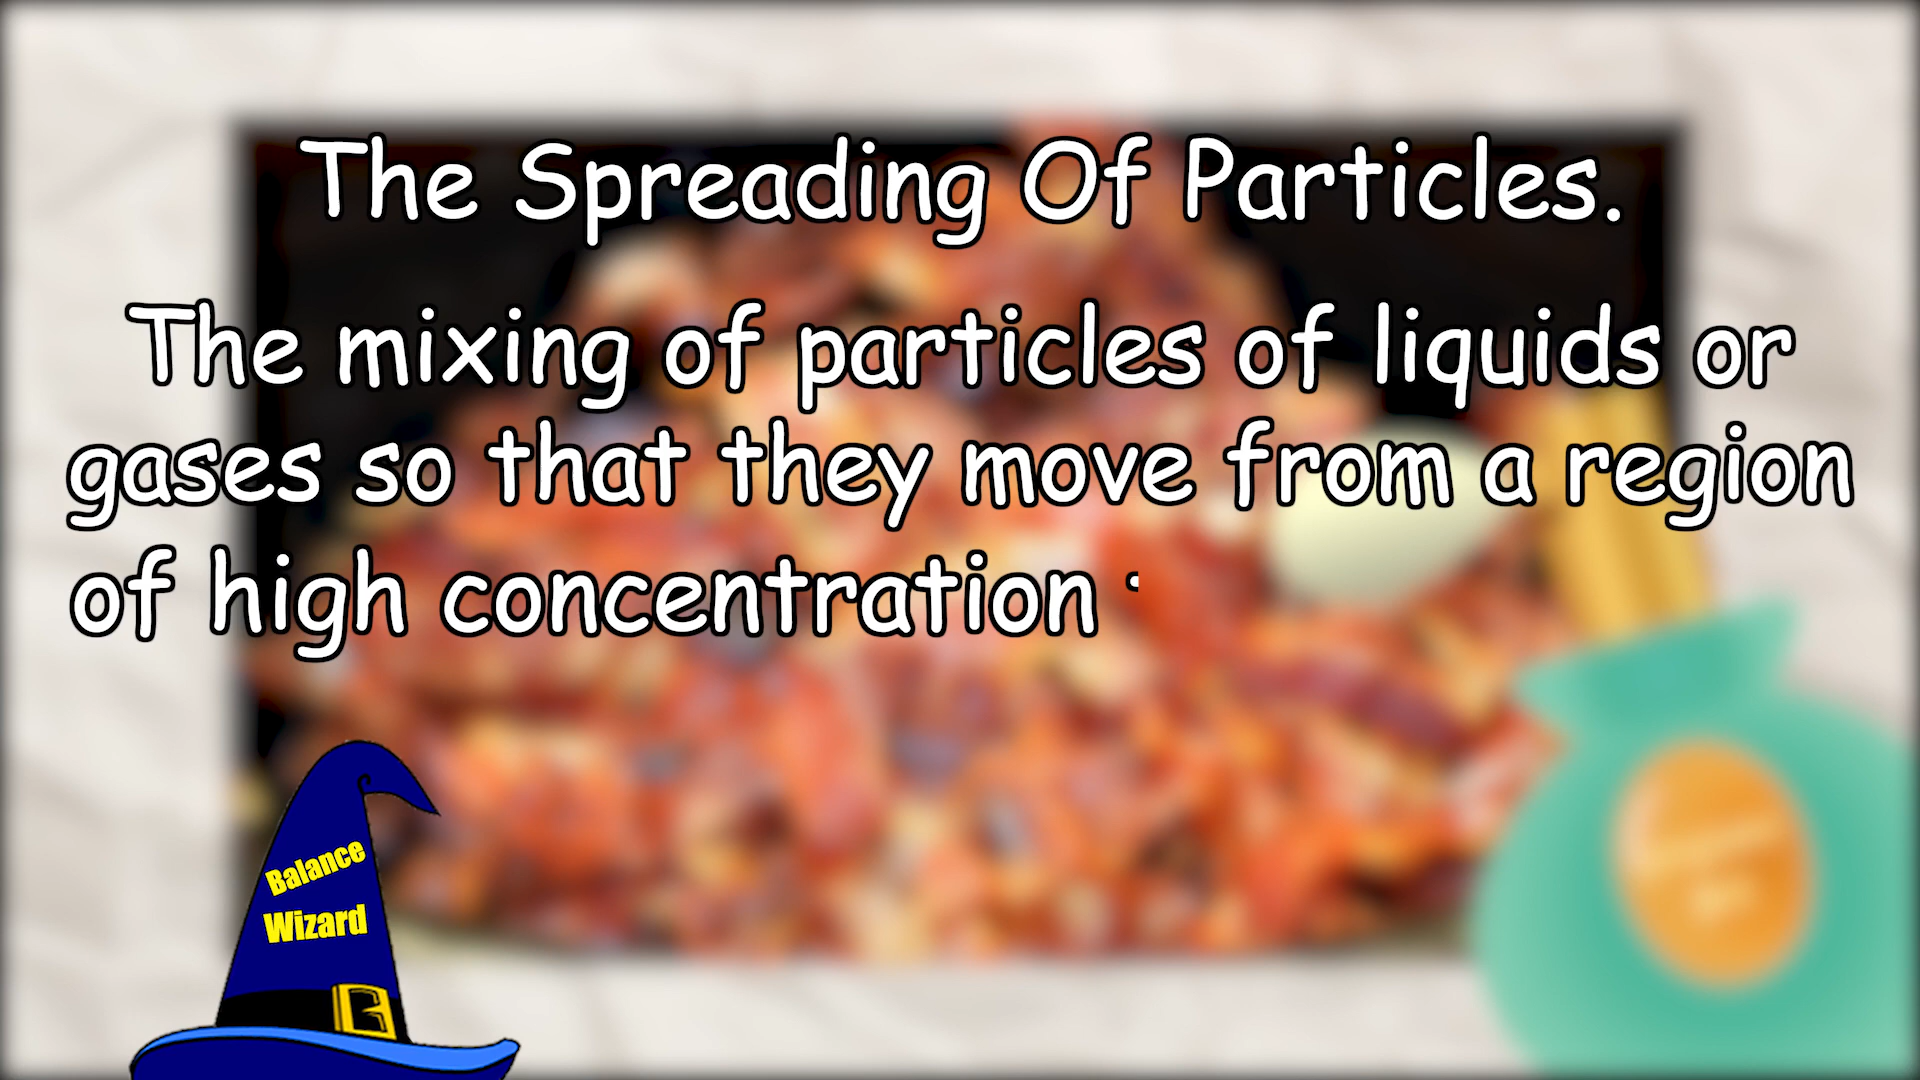 The Spreading Of Particles.
The mixing of particles of liquids or
gases so that they move from a region
of high concentration
Balance
Wizard